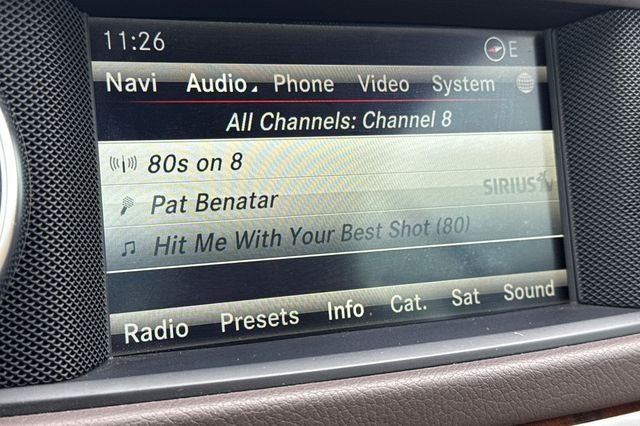 11:26 E
Navi Audio Phone Video System
All Channels: Channel 8
80s on 8
SIRIUS
Pat Benatar
Hit Me With Your Best Shot (80)
Radio Presets Info Cat. Sat Sound